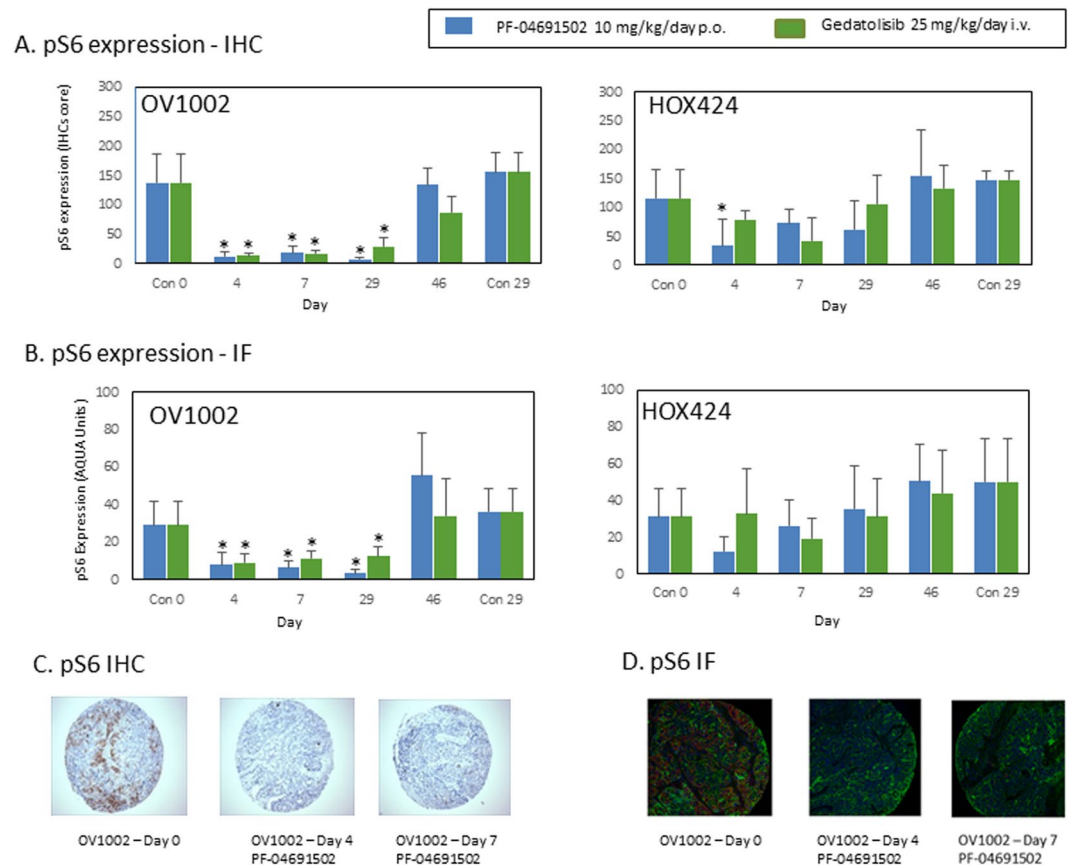 PF-04691502 10 mg/kg/day p.o. Gedatolisib 25 mg/kg/day i.v.
A. pS6 expression - IHC
OV1002
HOX424
pS6 expression (IHCs core)
300
250
200
150
100
50
0
Con 0 4 7 29 46 Con 29
Day
* * * * * *
300
250
200
150
100
50
0
Con 0 4 7 29 46 Con 29
Day
*
B. pS6 expression - IF
OV1002
HOX424
pS6 Expression (AQUA Units)
100
80
60
40
20
0
Con 0 4 7 29 46 Con 29
Day
* * * * * *
100
80
60
40
20
0
Con 0 4 7 29 46 Con 29
Day
C. pS6 IHC
D. pS6 IF
OV1002 – Day 0
OV1002 – Day 4
PF-04691502
OV1002 – Day 7
PF-04691502
OV1002 – Day 0
OV1002 – Day 4
PF-04691502
OV1002 – Day 7
PF-04691502